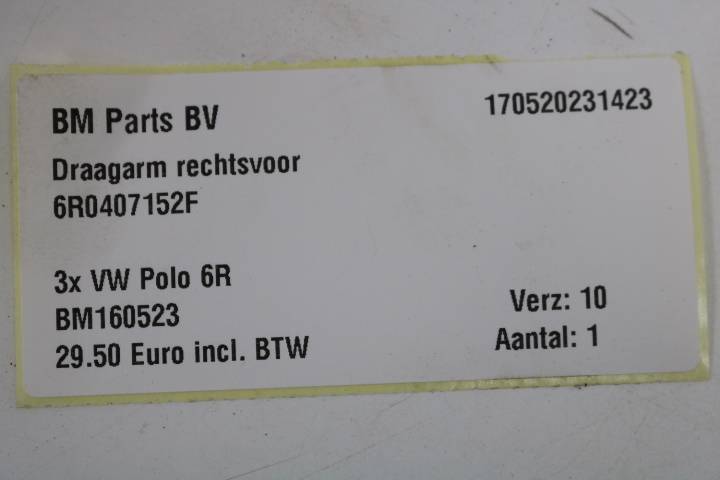 BM Parts BV
170520231423
Draagarm rechtsvoor
6R0407152F
3x VW Polo 6R
BM160523
Verz: 10
29.50 Euro incl. BTW
Aantal: 1